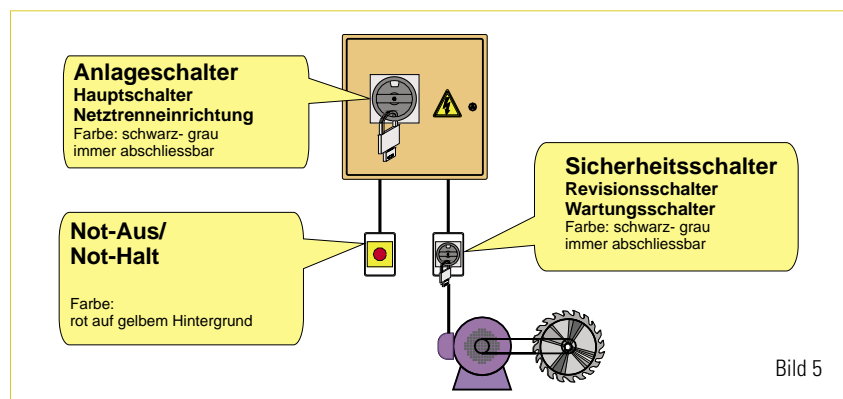 Anlageschalter
Hauptschalter
Netztrenneinrichtung
Farbe: schwarz- grau
immer abschliessbar
Sicherheitsschalter
Revisionsschalter
Wartungsschalter
Farbe: schwarz- grau
immer abschliessbar
Not-Aus/
Not-Halt
Farbe:
rot auf gelbem Hintergrund
Bild 5